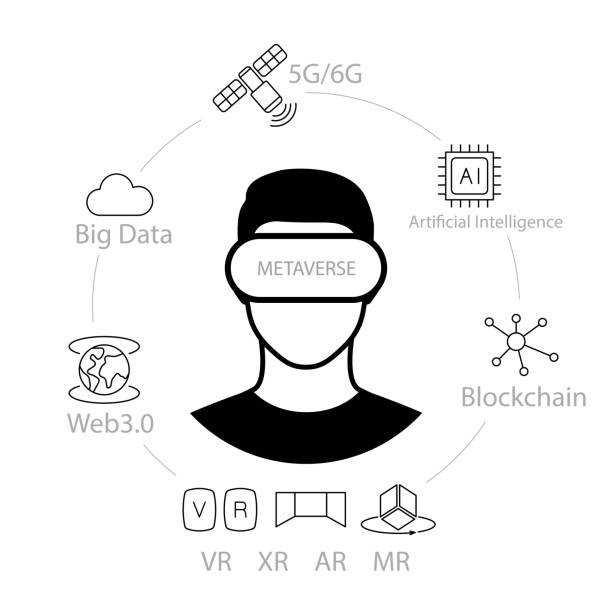 5G/6G
AI
Artificial Intelligence
Big Data
METAVERSE
Blockchain
Web3.0
V R
VR XR AR MR